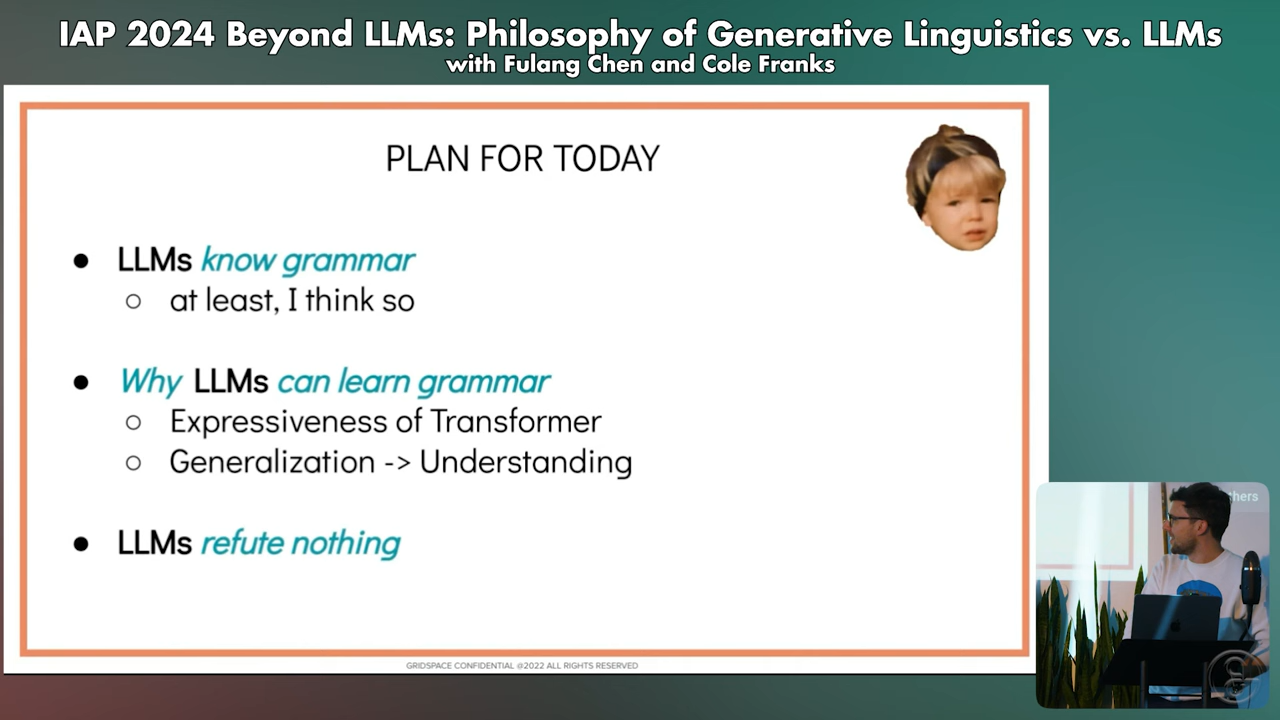 IAP 2024 Beyond LLMs: Philosophy of Generative Linguistics vs. LLMs
with Fulang Chen and Cole Franks
PLAN FOR TODAY
● LLMs know grammar
○ at least, I think so
● Why LLMs can learn grammar
○ Expressiveness of Transformer
○ Generalization -> Understanding
● LLMs refute nothing
GRIDSPACE CONFIDENTIAL @2022 ALL RIGHTS RESERVED